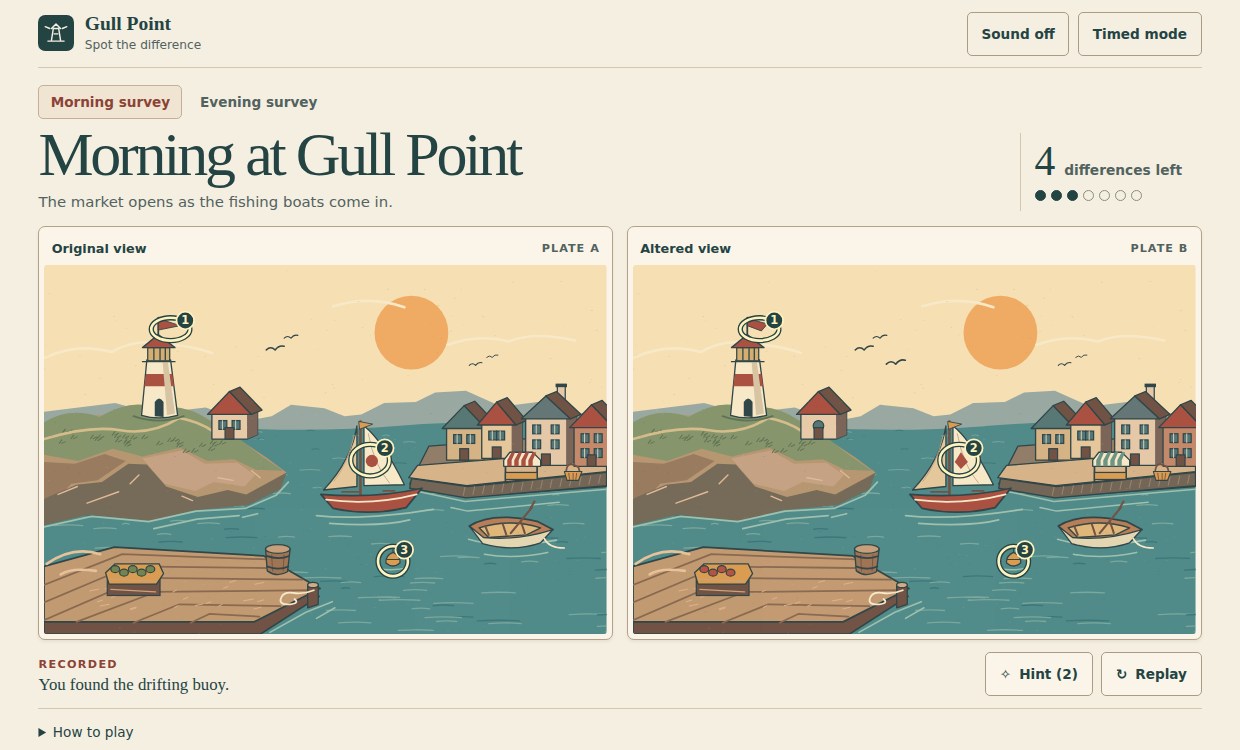 Gull Point
Spot the difference
Sound off
Timed mode
Morning survey
Evening survey
Morning at Gull Point
The market opens as the fishing boats come in.
4 differences left
Original view
PLATE A
1
2
3
Altered view
PLATE B
1
2
3
RECORDED
You found the drifting buoy.
Hint (2)
Replay
How to play